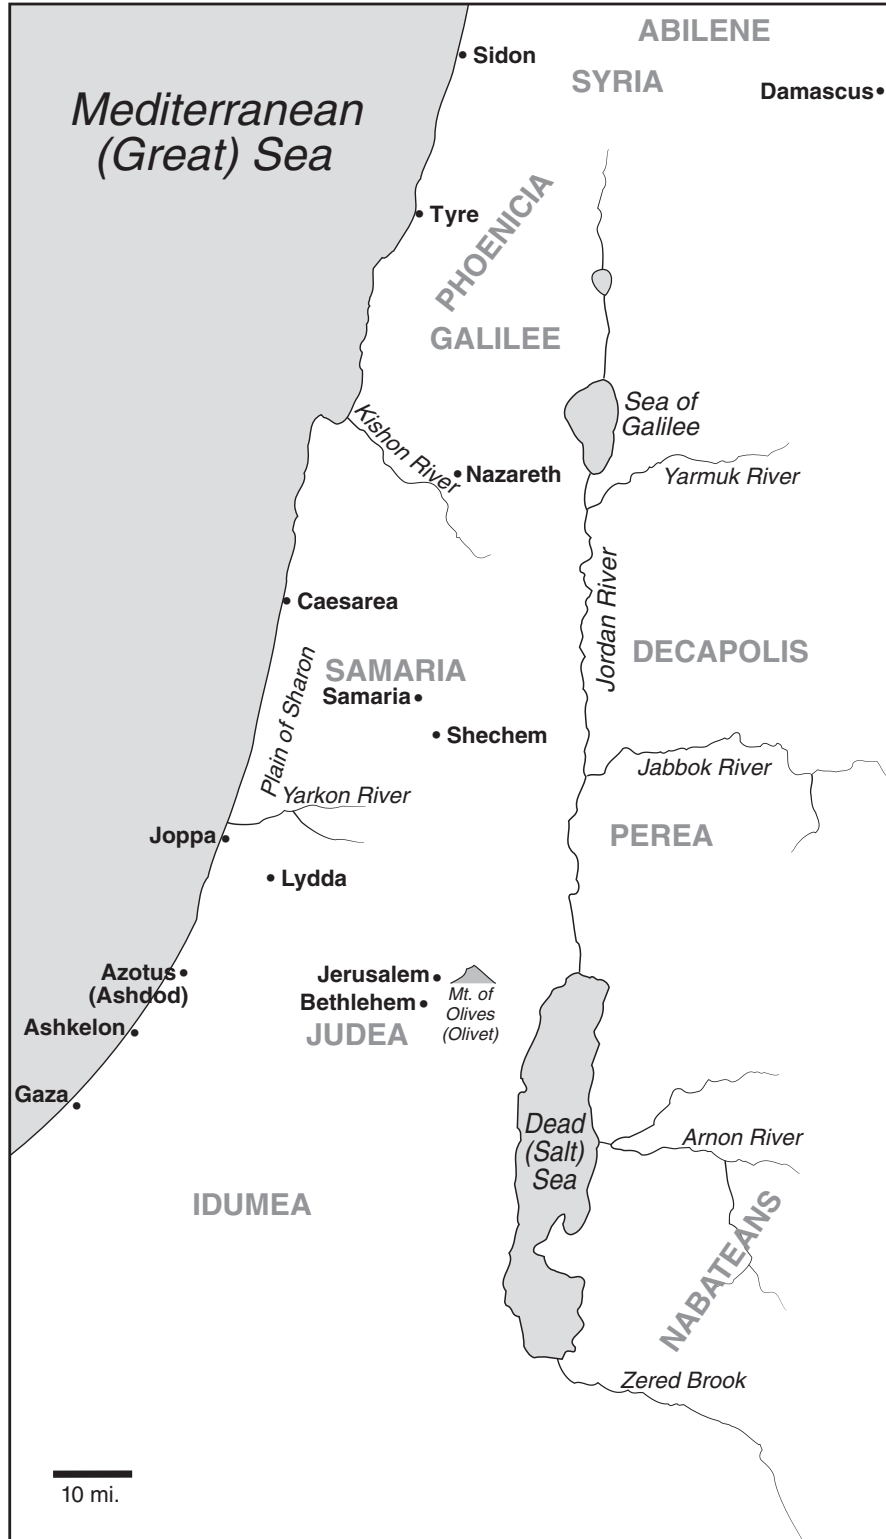 ABILENE
Sidon
SYRIA
Damascus
Mediterranean
(Great) Sea
PHOENICIA
Tyre
GALILEE
Sea of
Galilee
Kishon River
Nazareth
Yarmuk River
Jordan River
Caesarea
DECAPOLIS
SAMARIA
Plain of Sharon
Samaria
Shechem
Jabbok River
Yarkon River
Joppa
PEREA
Lydda
Azotus
(Ashdod)
Jerusalem
Bethlehem
Mt. of
Olives
(Olivet)
Ashkelon
JUDEA
Gaza
Dead
(Salt)
Sea
Arnon River
IDUMEA
NABATEANS
Zered Brook
10 mi.